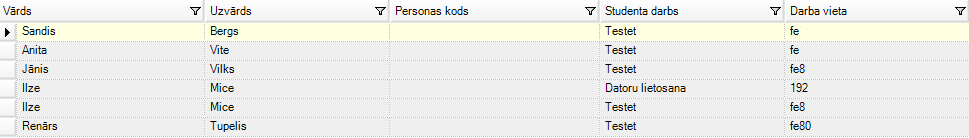 Vārds Uzvārds Personas kods Studenta darbs Darba vieta
Sandis Bergs Testet fe
Anita Vite Testet fe
Jānis Vilks Testet fe8
Ilze Mice Datoru lietosana 192
Ilze Mice Testet fe8
Renārs Tupelis Testet fe80